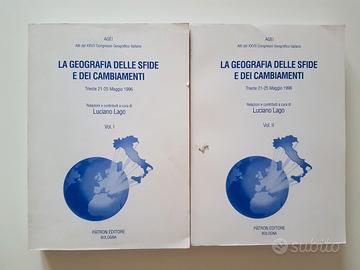 AGEI
Atti del XXVII Congresso Geografico Italiano
LA GEOGRAFIA DELLE SFIDE
E DEI CAMBIAMENTI
Trieste 21-25 Maggio 1996
Relazioni e contributi a cura di
Luciano Lago
Vol. I
PÀTRON EDITORE
BOLOGNA
AGEI
Atti del XXVII Congresso Geografico Italiano
LA GEOGRAFIA DELLE SFIDE
E DEI CAMBIAMENTI
Trieste 21-25 Maggio 1996
Relazioni e contributi a cura di
Luciano Lago
Vol. II
PÀTRON EDITORE
BOLOGNA
subito